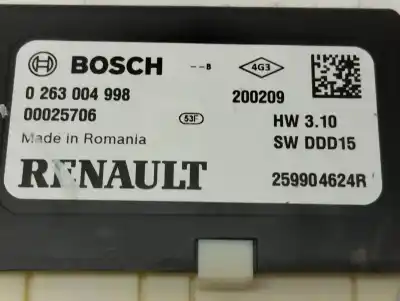 BOSCH --B 4G3
0 263 004 998 200209
00025706 53F HW 3.10
Made in Romania SW DDD15
RENAULT 259904624R